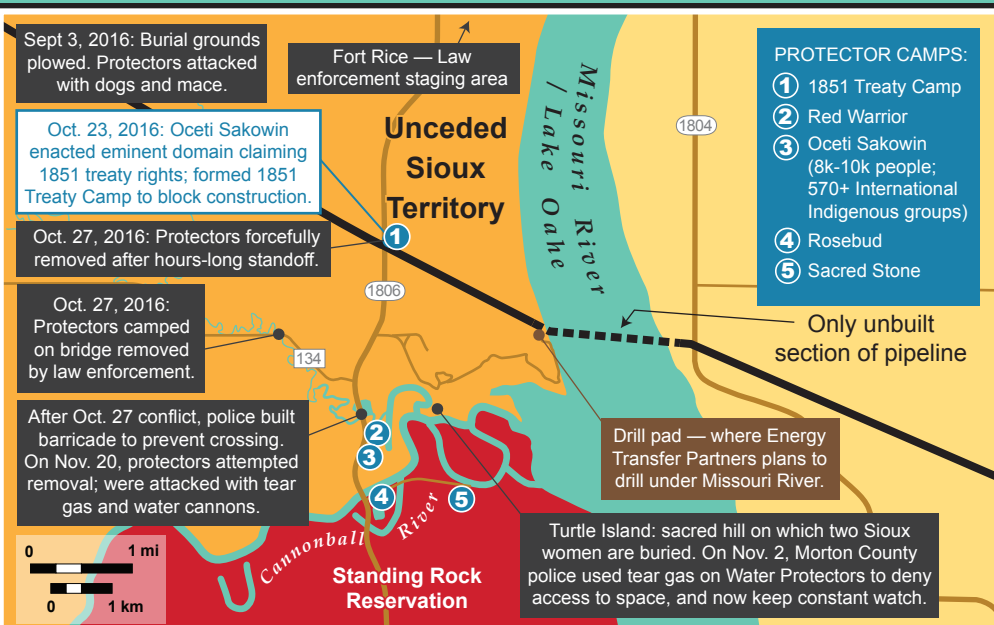 Sept 3, 2016: Burial grounds
plowed. Protectors attacked
with dogs and mace.
Fort Rice — Law
enforcement staging area
Oct. 23, 2016: Oceti Sakowin
enacted eminent domain claiming
1851 treaty rights; formed 1851
Treaty Camp to block construction.
Oct. 27, 2016: Protectors forcefully
removed after hours-long standoff.
Oct. 27, 2016:
Protectors camped
on bridge removed
by law enforcement.
After Oct. 27 conflict, police built
barricade to prevent crossing.
On Nov. 20, protectors attempted
removal; were attacked with tear
gas and water cannons.
Unceded
Sioux
Territory
Missouri River
/ Lake Oahe
1804
PROTECTOR CAMPS:
1 1851 Treaty Camp
2 Red Warrior
3 Oceti Sakowin
(8k-10k people;
570+ International
Indigenous groups)
4 Rosebud
5 Sacred Stone
1
1806
134
Only unbuilt
section of pipeline
2
3
4
5
Drill pad — where Energy
Transfer Partners plans to
drill under Missouri River.
Cannonball River
Standing Rock
Reservation
Turtle Island: sacred hill on which two Sioux
women are buried. On Nov. 2, Morton County
police used tear gas on Water Protectors to deny
access to space, and now keep constant watch.
0 1 mi
0 1 km